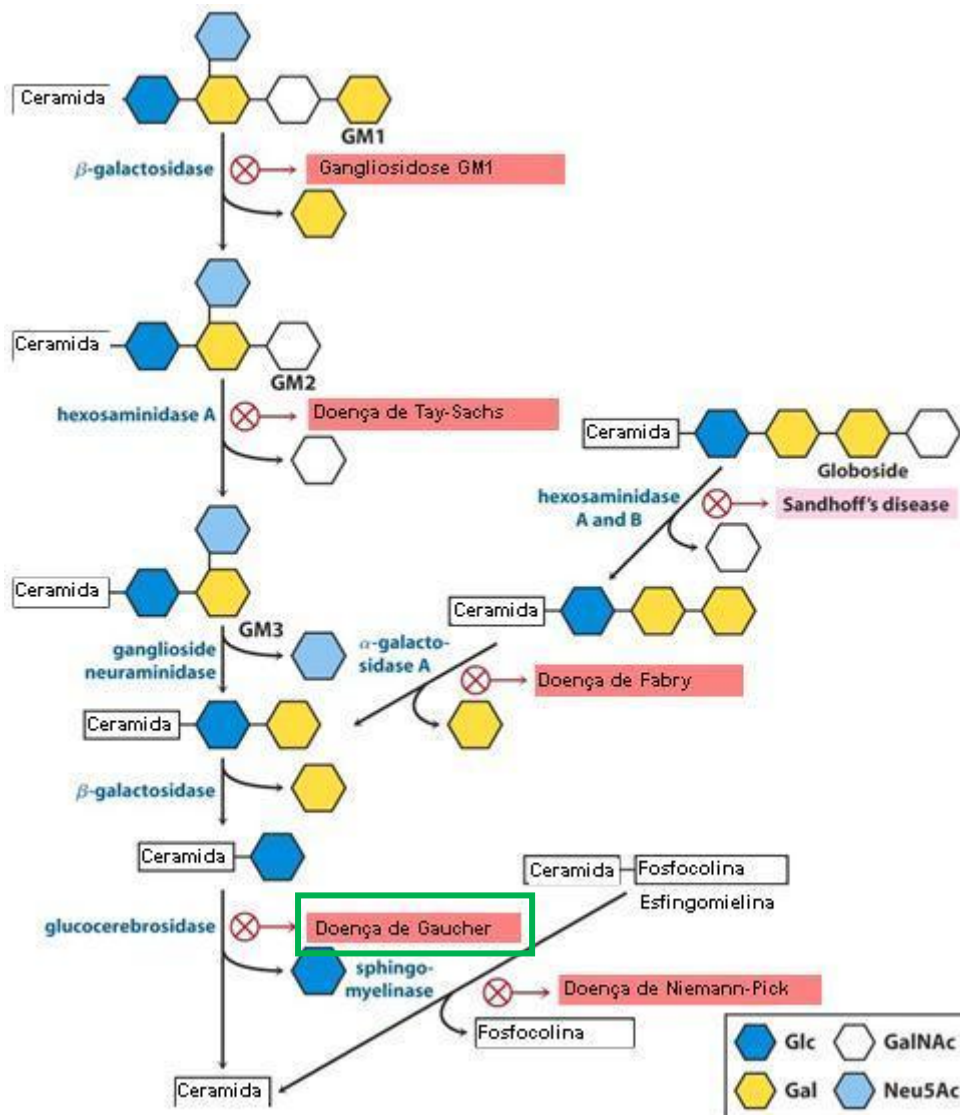 Ceramida
GM1
β-galactosidase
Gangliosidose GM1
Ceramida
GM2
hexosaminidase A
Doença de Tay-Sachs
Ceramida
Globoside
hexosaminidase
A and B
Sandhoff's disease
Ceramida
GM3
Ceramida
ganglioside
neuraminidase
α-galacto-
sidase A
Doença de Fabry
Ceramida
β-galactosidase
Ceramida
Ceramida
Fosfocolina
Esfingomielina
glucocerebrosidase
Doença de Gaucher
sphingo-
myelinase
Doença de Niemann-Pick
Fosfocolina
Ceramida
Glc
GalNAc
Gal
Neu5Ac